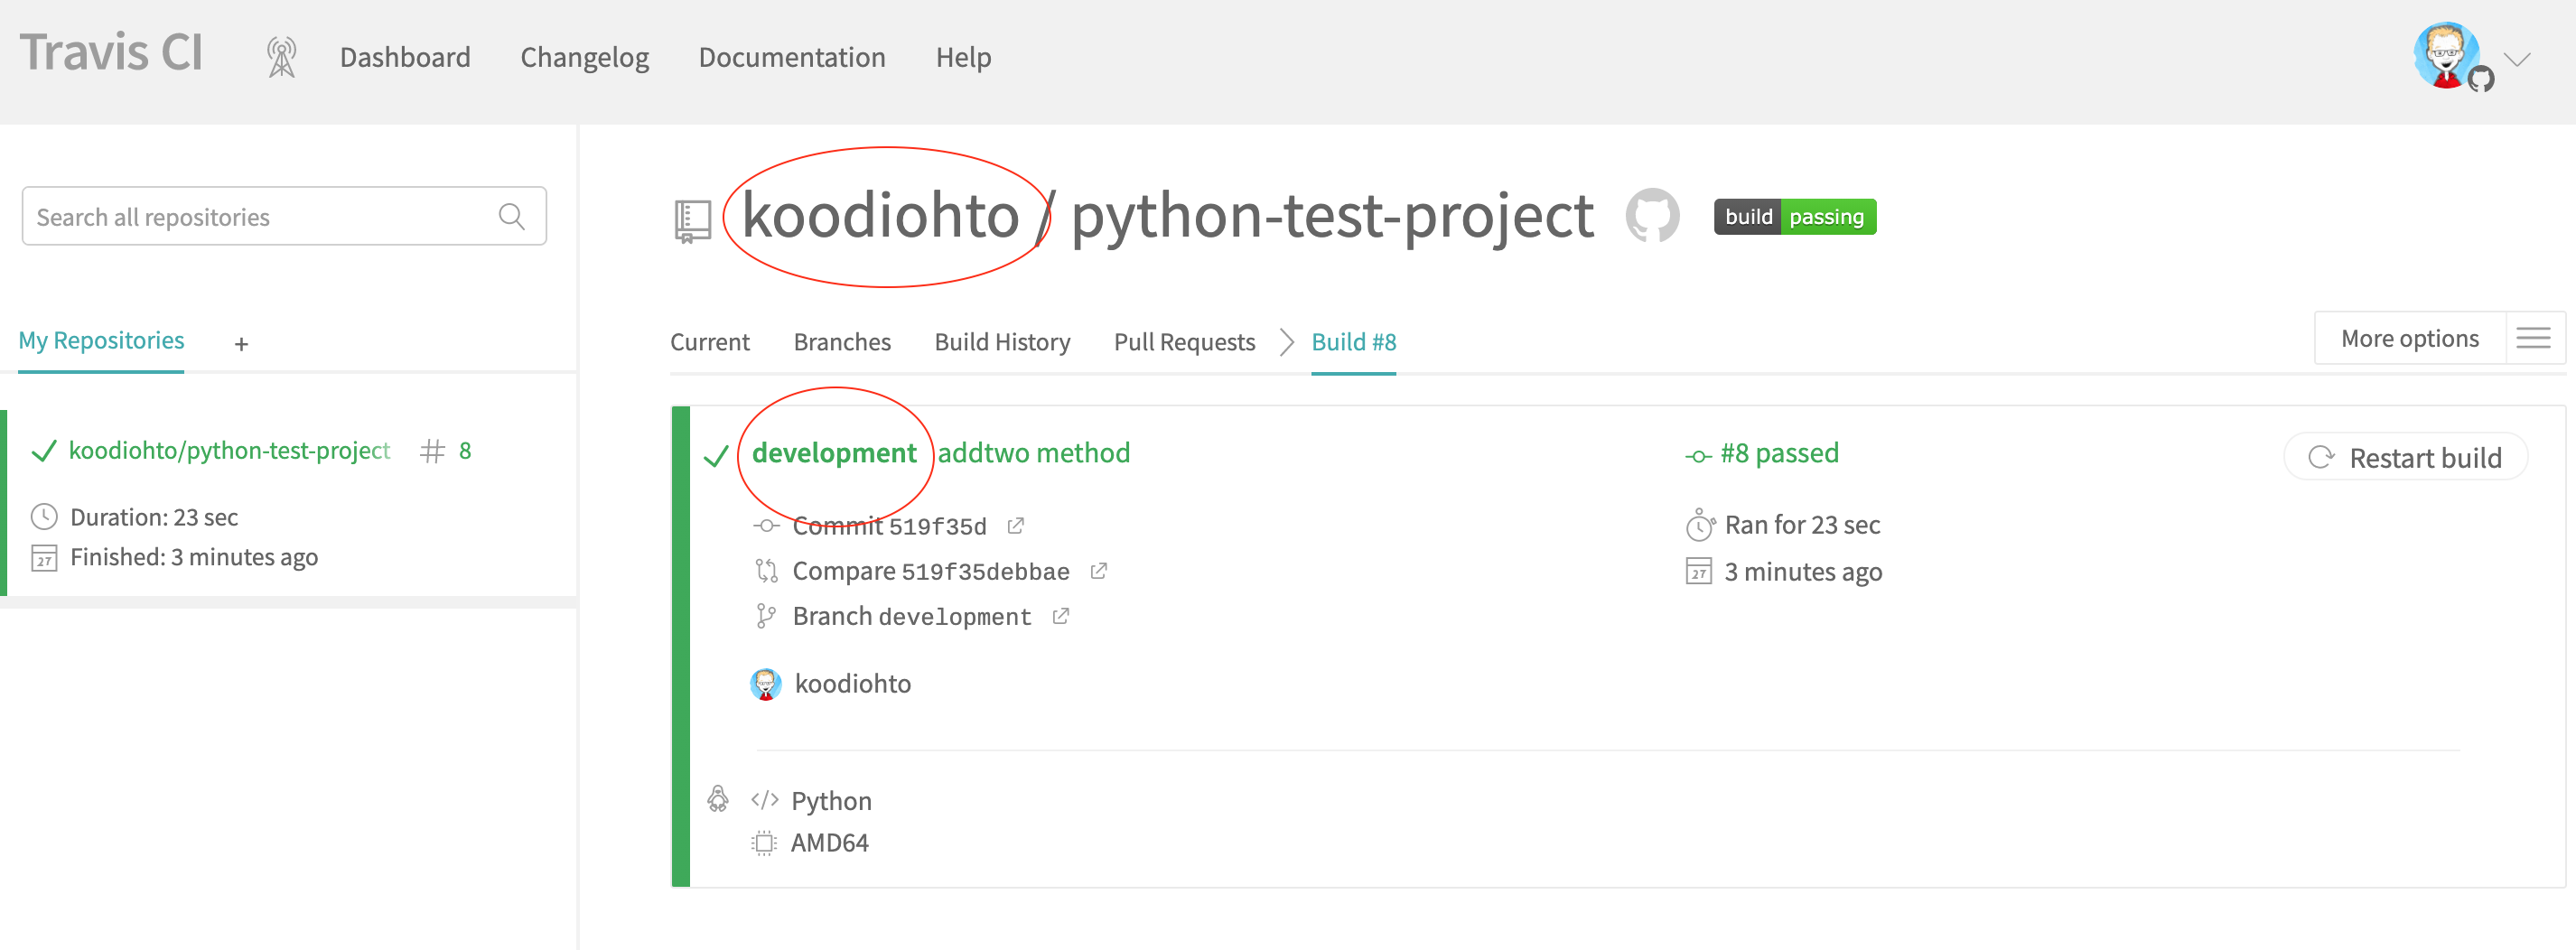 Travis CI Dashboard Changelog Documentation Help
Search all repositories
My Repositories +
koodiohto/python-test-project # 8
Duration: 23 sec
27 Finished: 3 minutes ago
koodiohto / python-test-project build passing
Current Branches Build History Pull Requests Build #8 More options
development addtwo method
Commit 519f35d
Compare 519f35debbae
Branch development
koodiohto
#8 passed
Ran for 23 sec
27 3 minutes ago
Restart build
</> Python
AMD64